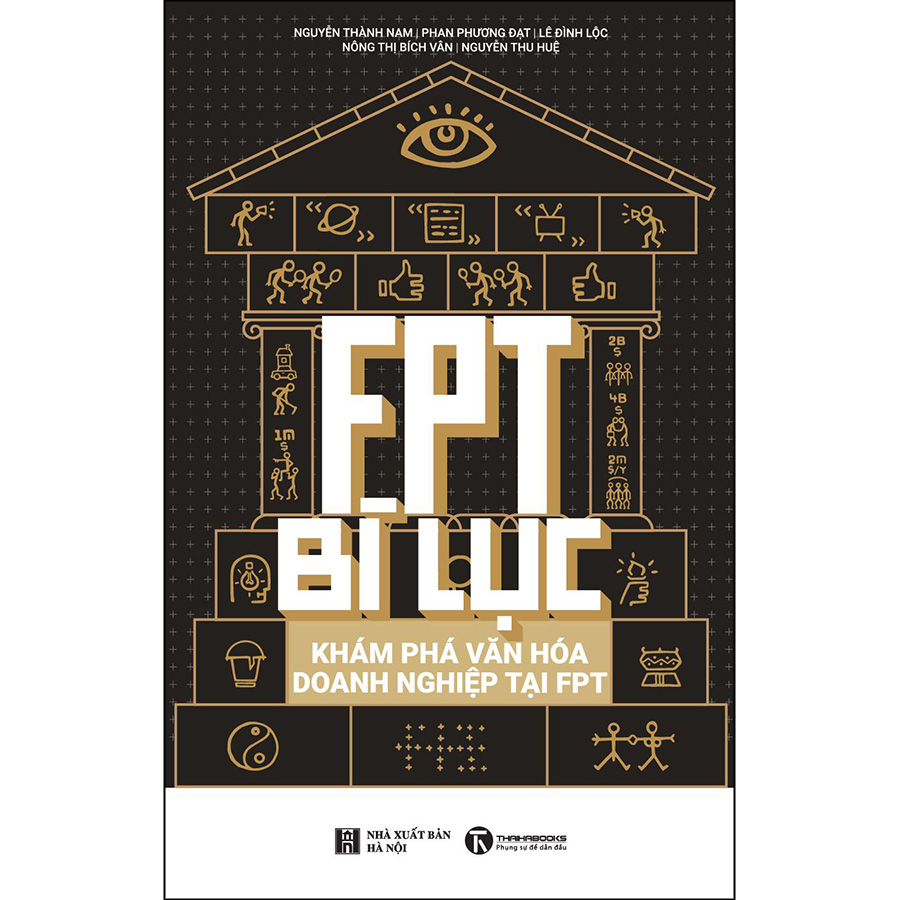 NGUYỄN THÀNH NAM | PHAN PHƯƠNG ĐẠT | LÊ ĐÌNH LỘC
NÔNG THỊ BÍCH VÂN | NGUYỄN THU HUỆ
FPT
2B
$
4B
$
1M
$
2M
$/Y
BÍ LỤC
KHÁM PHÁ VĂN HÓA
DOANH NGHIỆP TẠI FPT
NHÀ XUẤT BẢN
HÀ NỘI
THAIHABOOKS
Phụng sự để dẫn đầu